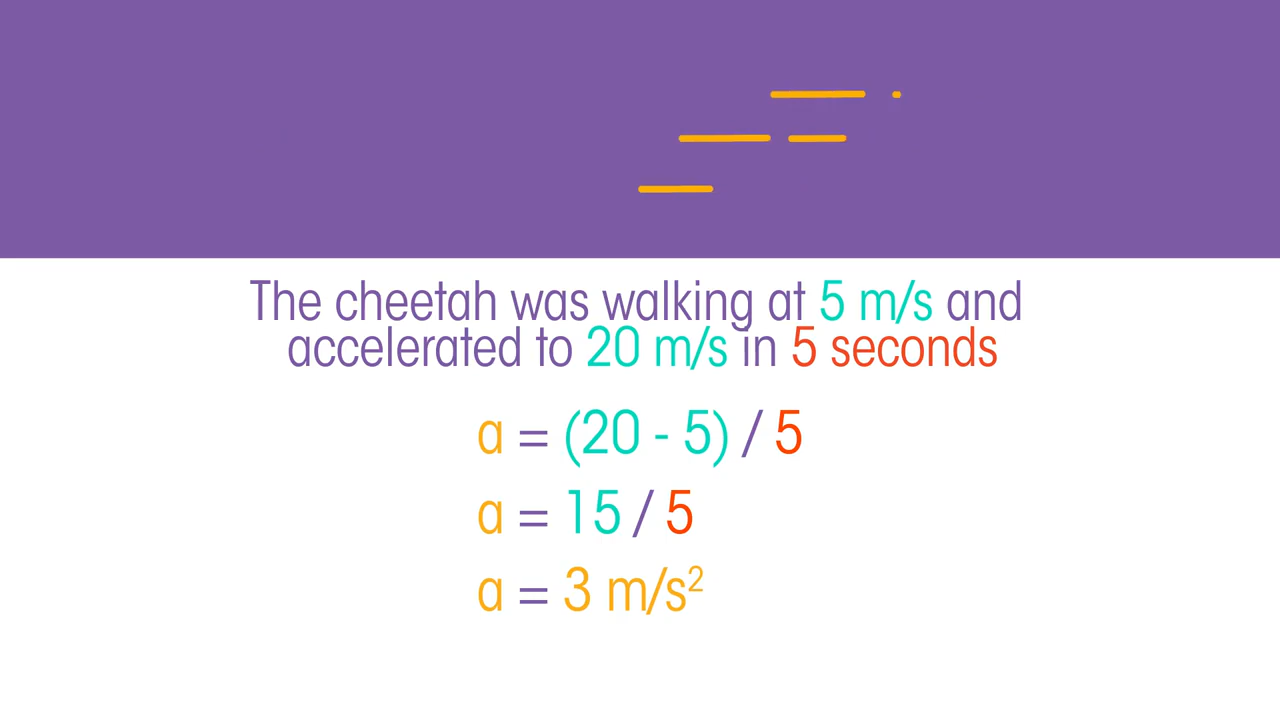 The cheetah was walking at 5 m/s and
accelerated to 20 m/s in 5 seconds
a = (20 - 5) / 5
a = 15 / 5
a = 3 m/s²